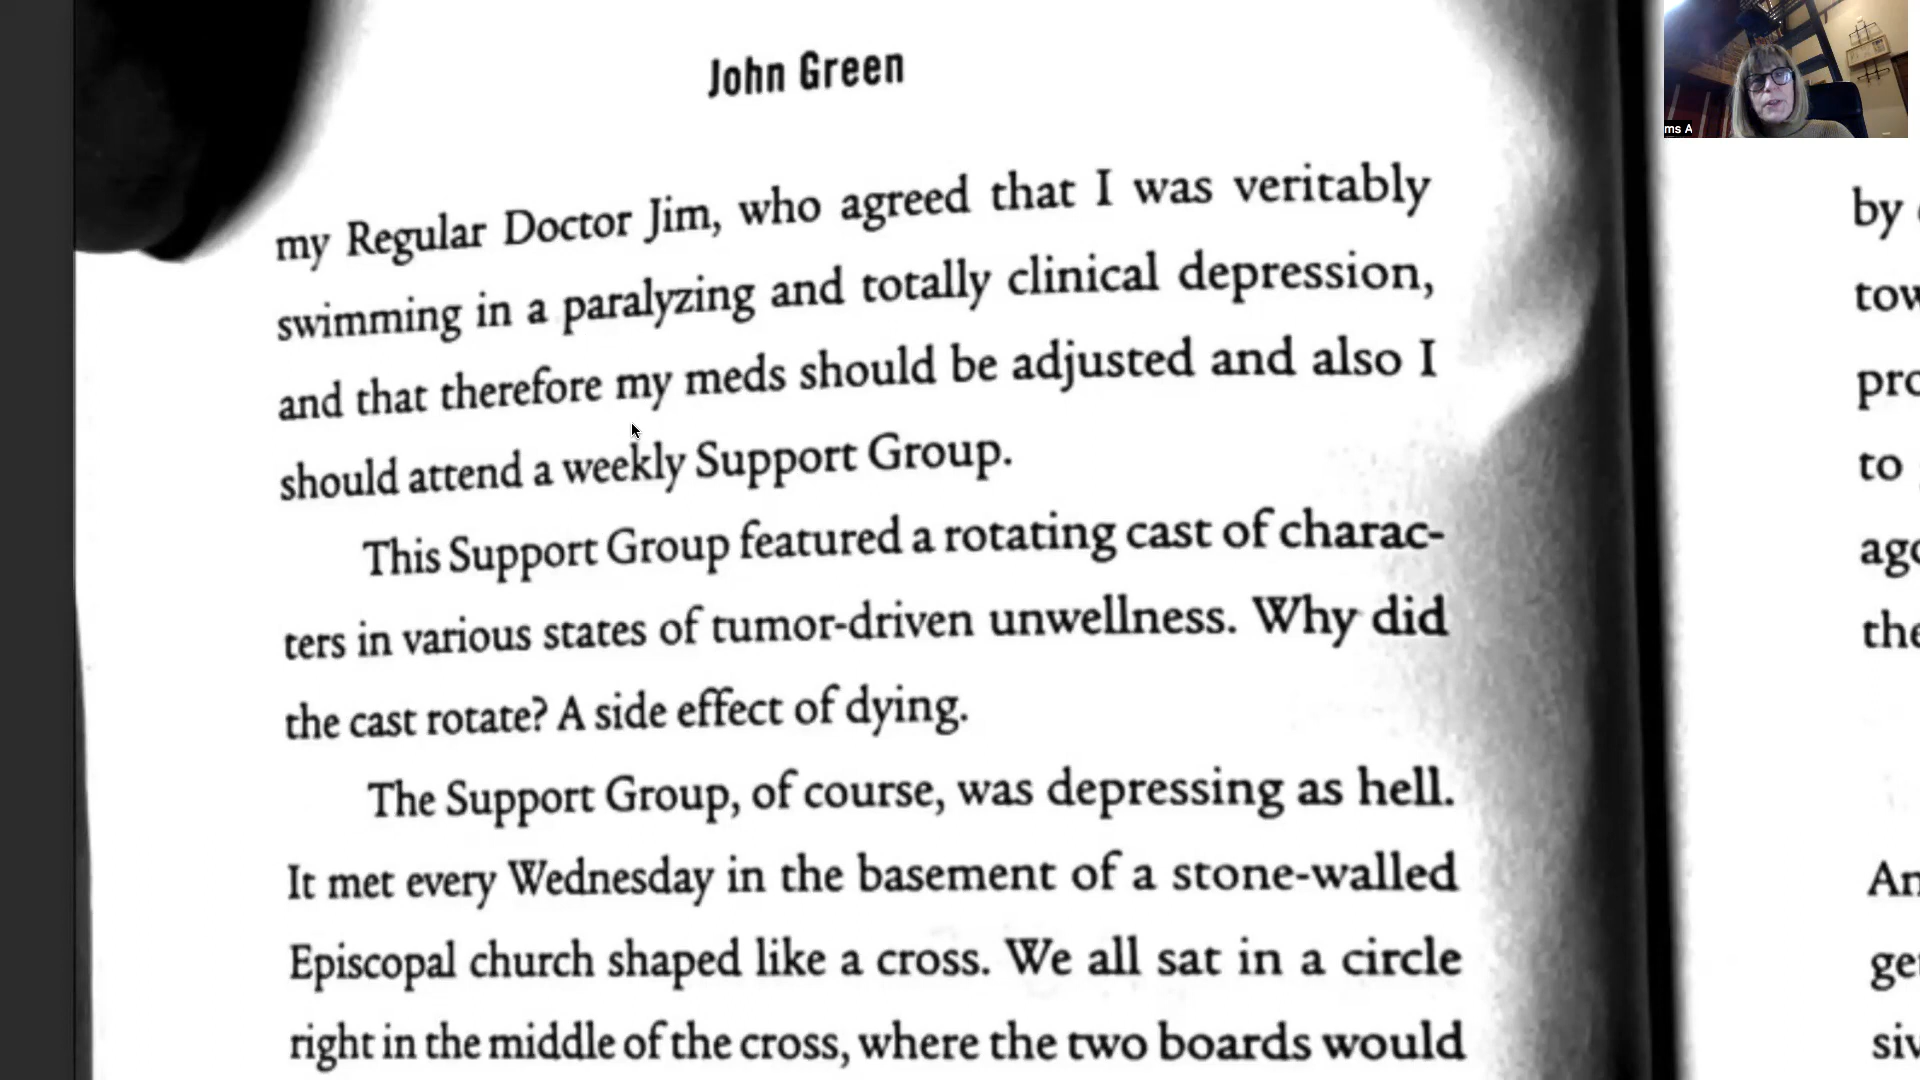 John Green
my Regular Doctor Jim, who agreed that I was veritably
swimming in a paralyzing and totally clinical depression,
and that therefore my meds should be adjusted and also I
should attend a weekly Support Group.
This Support Group featured a rotating cast of charac-
ters in various states of tumor-driven unwellness. Why did
the cast rotate? A side effect of dying.
The Support Group, of course, was depressing as hell.
It met every Wednesday in the basement of a stone-walled
Episcopal church shaped like a cross. We all sat in a circle
right in the middle of the cross, where the two boards would
ms A
by
to